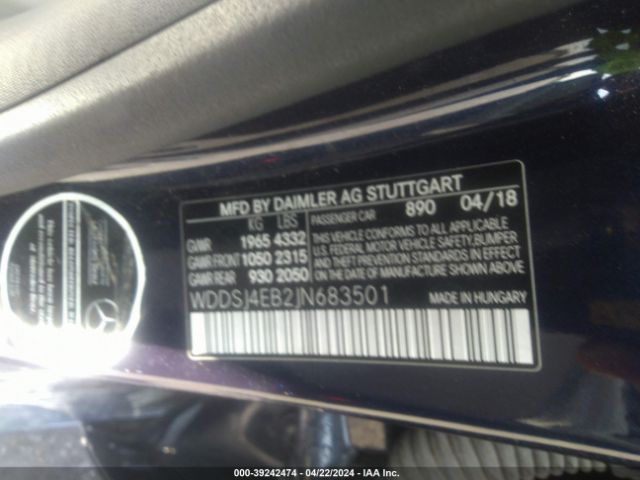 MFD BY DAIMLER AG STUTTGART
KG LBS
PASSENGER CAR 890 04/18
GVWR 1965 4332
GAWR FRONT 1050 2315
GAWR REAR 930 2050
THIS VEHICLE CONFORMS TO ALL APPLICABLE
U.S. FEDERAL MOTOR VEHICLE SAFETY, BUMPER
AND THEFT PREVENTION STANDARDS IN EFFECT
ON THE DATE OF MANUFACTURE SHOWN ABOVE.
WDDSJ4EB2JN683501
MADE IN HUNGARY
000-39242474 - 04/22/2024 - IAA Inc.